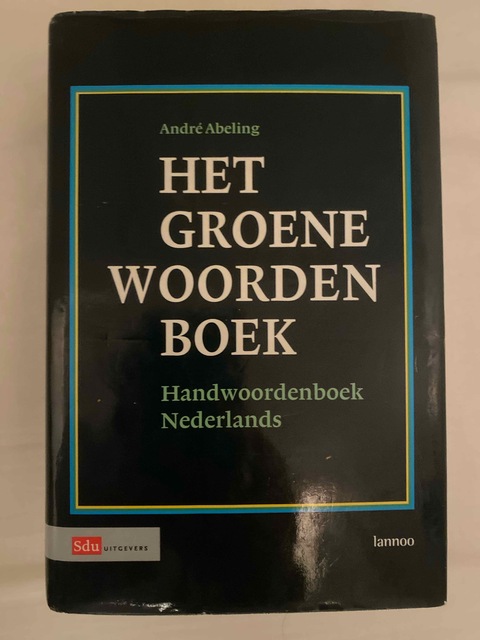 André Abeling
HET
GROENE
WOORDEN
BOEK
Handwoordenboek
Nederlands
Sdu UITGEVERS
lannoo